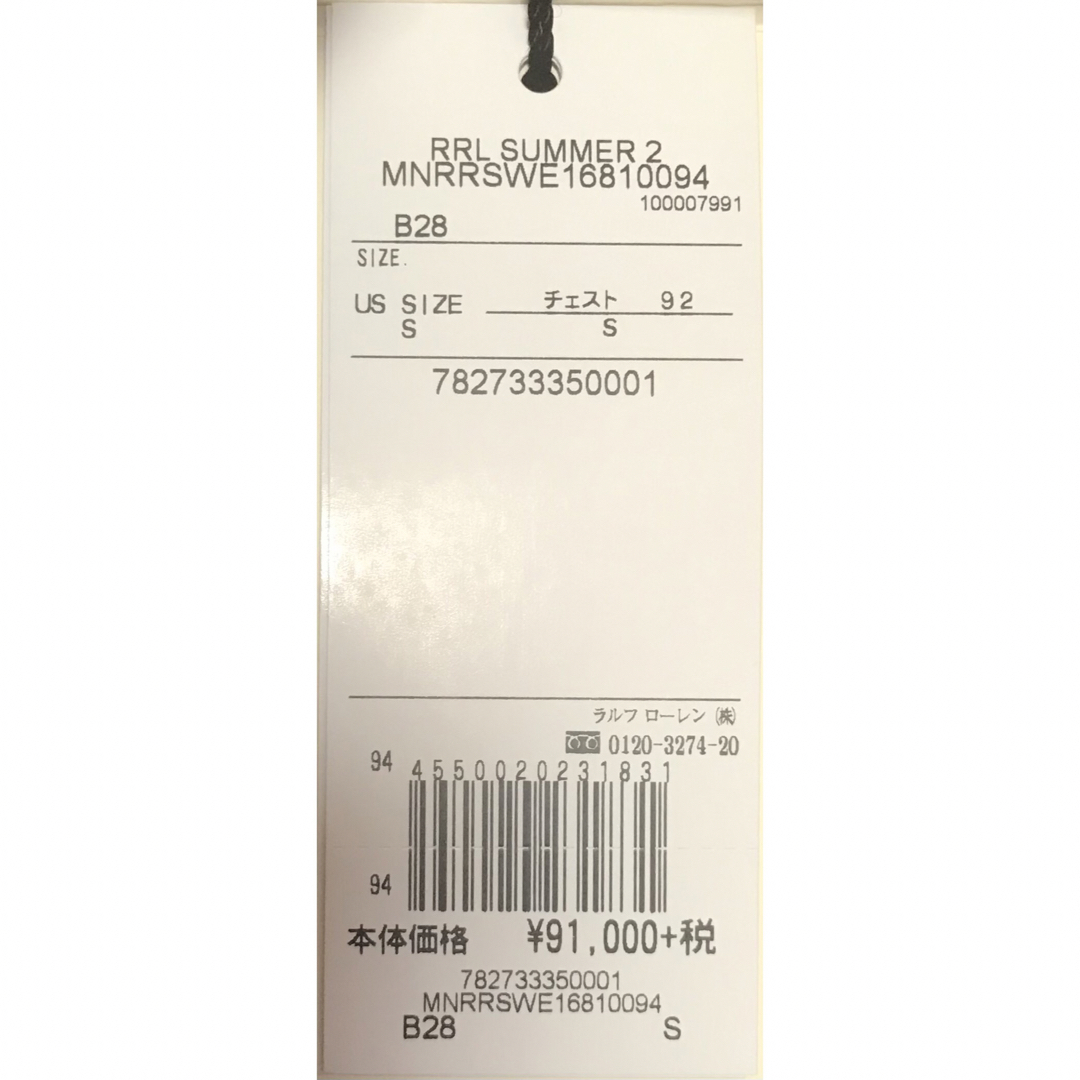 RRL SUMMER 2
MNRRSWE16810094
100007991
B28
SIZE.
US SIZE チェスト 92
S S
782733350001
ラルフ ローレン ㈱
0120-3274-20
94 4550020231831
94
本体価格 ¥91,000+税
782733350001
MNRRSWE16810094
B28 S